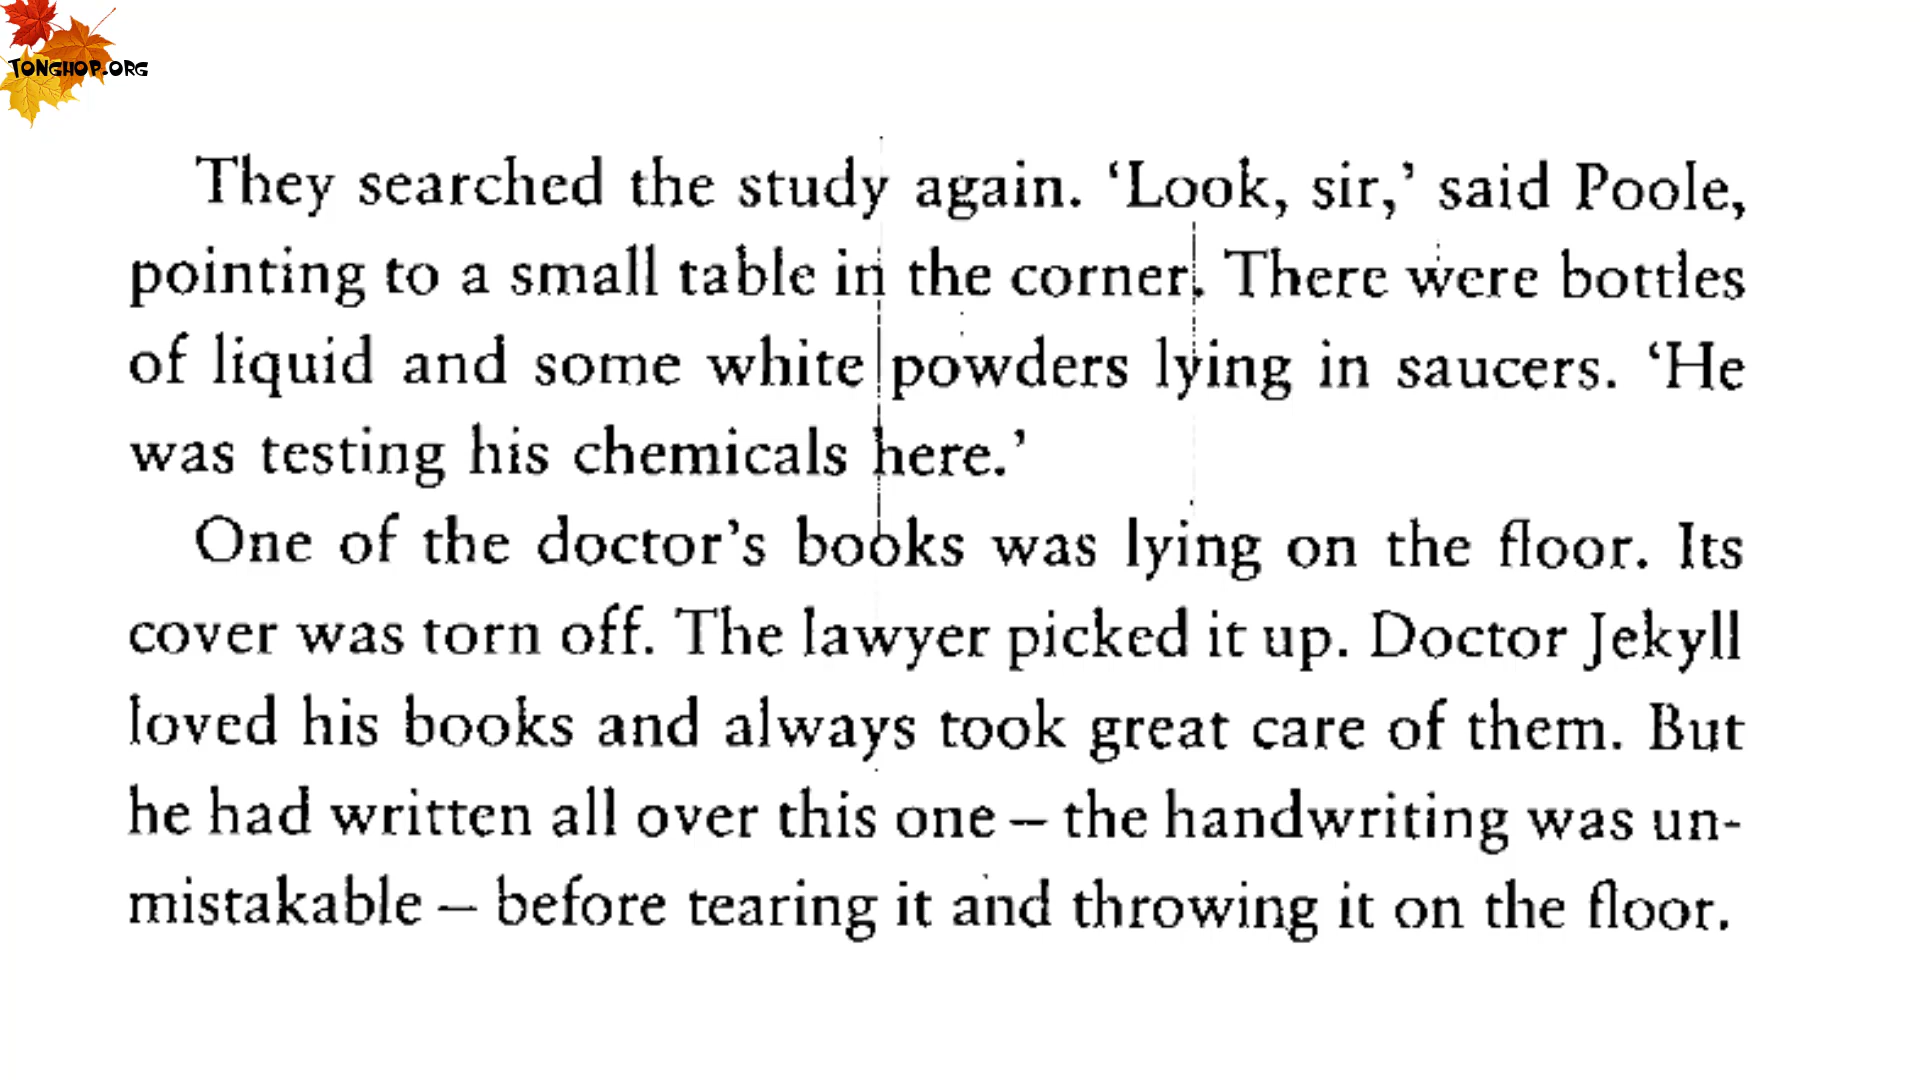 TONGHOP.ORG
They searched the study again. ‘Look, sir,’ said Poole,
pointing to a small table in the corner. There were bottles
of liquid and some white powders lying in saucers. ‘He
was testing his chemicals here.’
One of the doctor’s books was lying on the floor. Its
cover was torn off. The lawyer picked it up. Doctor Jekyll
loved his books and always took great care of them. But
he had written all over this one – the handwriting was un-
mistakable – before tearing it and throwing it on the floor.